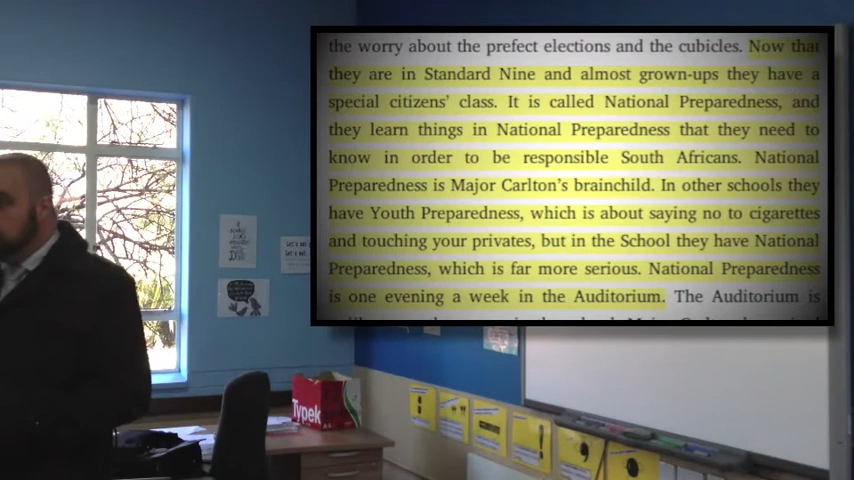 the worry about the prefect elections and the cubicles. Now that
they are in Standard Nine and almost grown-ups they have a
special citizens' class. It is called National Preparedness, and
they learn things in National Preparedness that they need to
know in order to be responsible South Africans. National
Preparedness is Major Carlton's brainchild. In other schools they
have Youth Preparedness, which is about saying no to cigarettes
and touching your privates, but in the School they have National
Preparedness, which is far more serious. National Preparedness
is one evening a week in the Auditorium. The Auditorium is
Typek